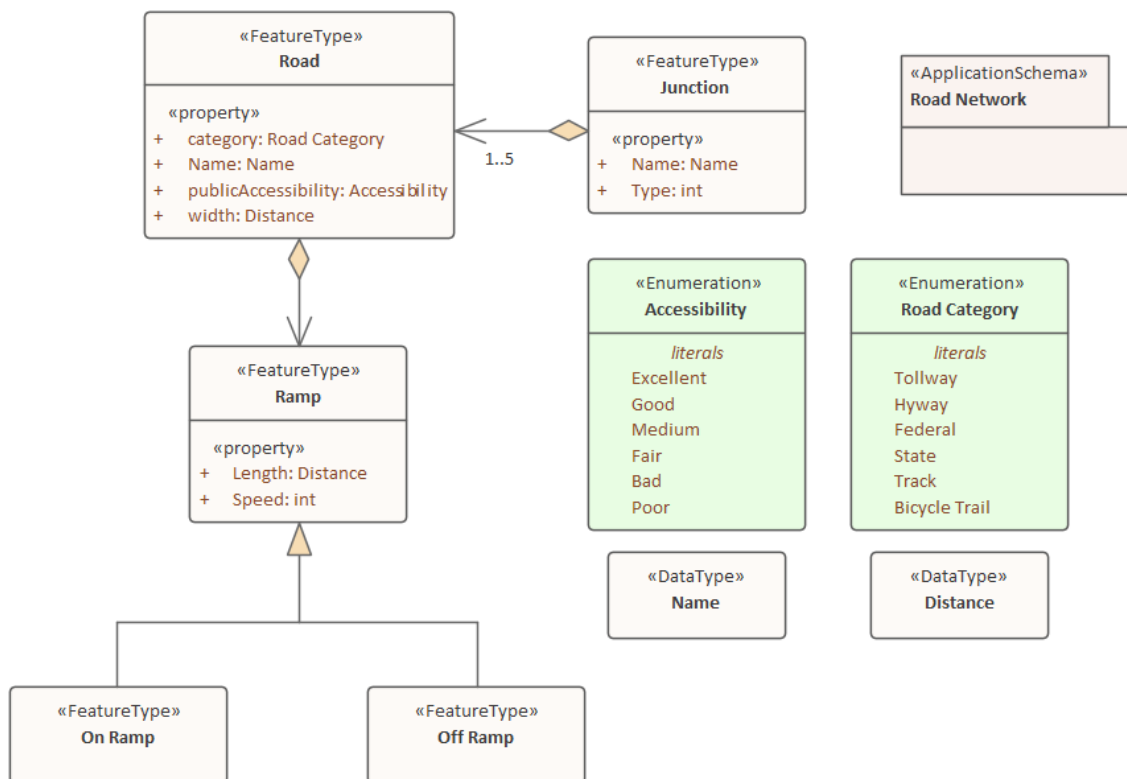 «FeatureType»
Road
«property»
+ category: Road Category
+ Name: Name
+ publicAccessibility: Accessibility
+ width: Distance
«FeatureType»
Junction
«property»
+ Name: Name
+ Type: int
«ApplicationSchema»
Road Network
1..5
«FeatureType»
Ramp
«property»
+ Length: Distance
+ Speed: int
«Enumeration»
Accessibility
literals
Excellent
Good
Medium
Fair
Bad
Poor
«Enumeration»
Road Category
literals
Tollway
Hyway
Federal
State
Track
Bicycle Trail
«DataType»
Name
«DataType»
Distance
«FeatureType»
On Ramp
«FeatureType»
Off Ramp